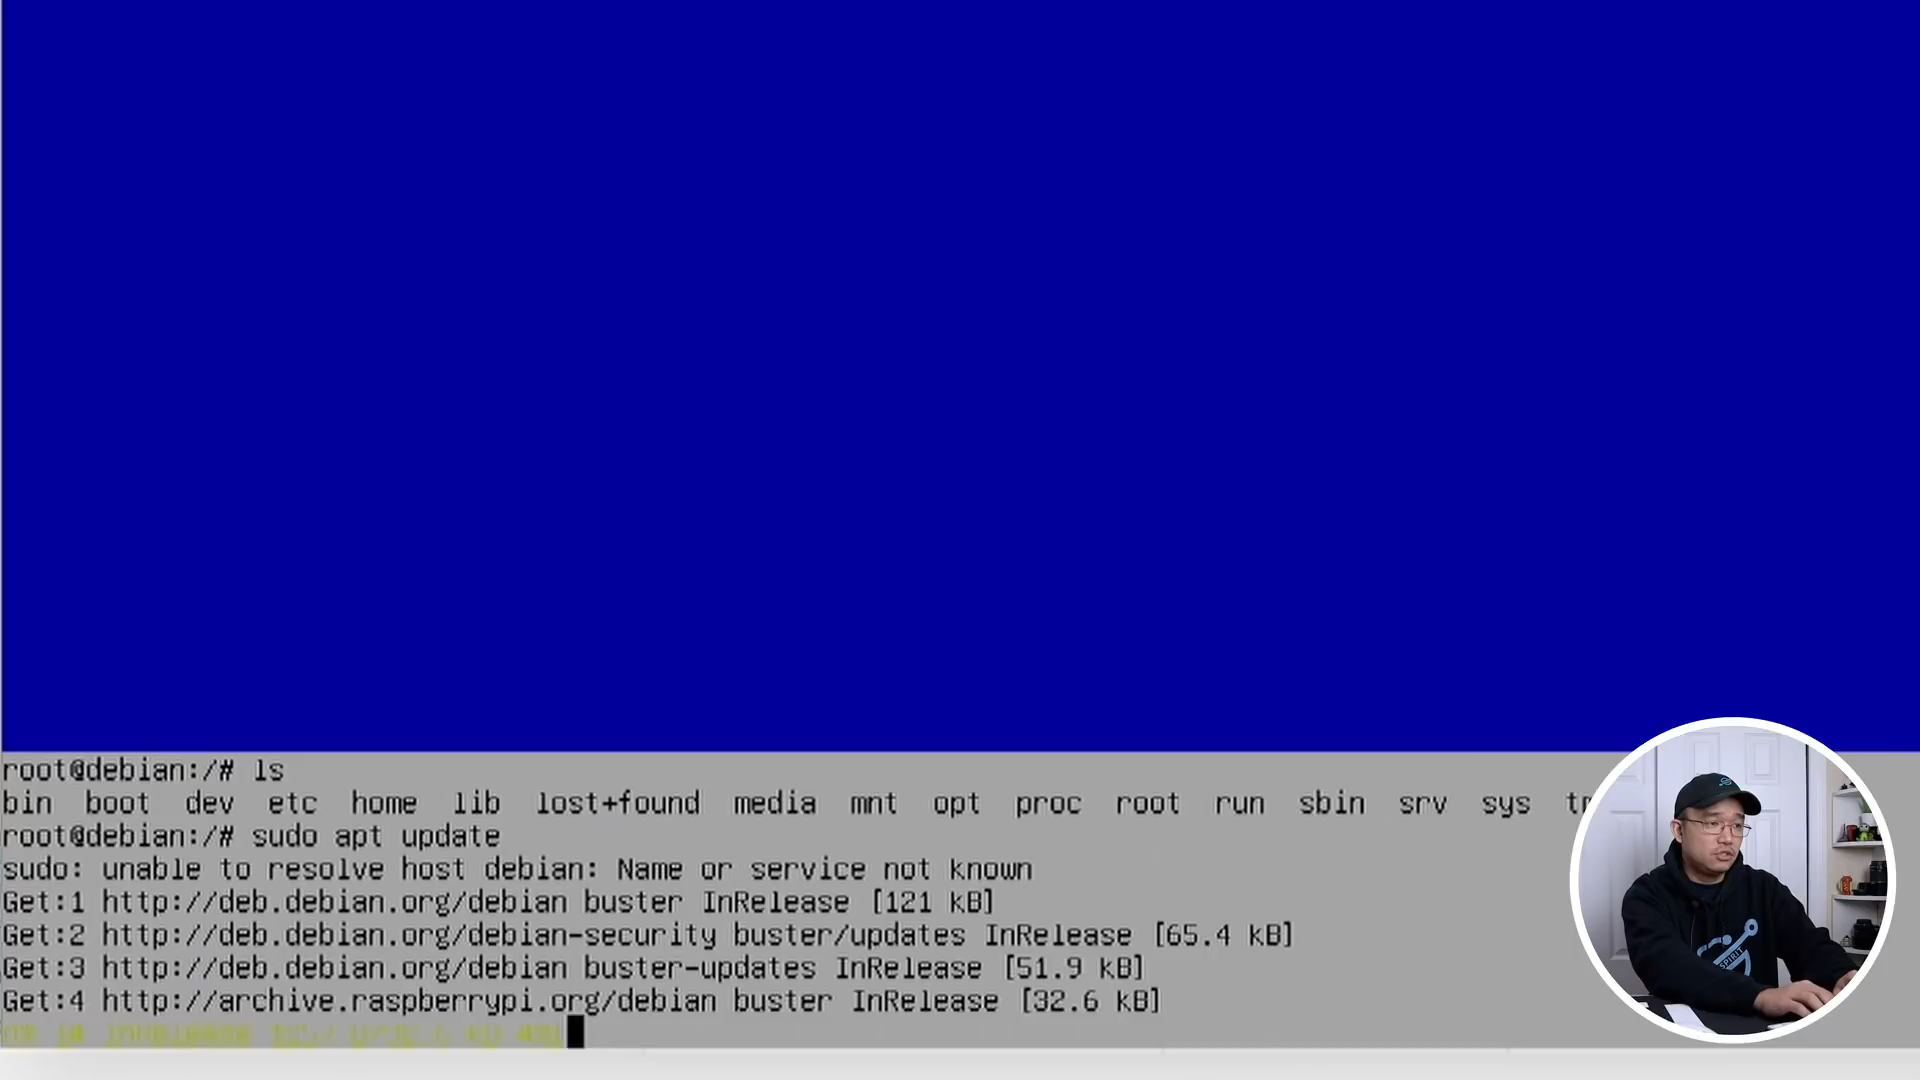 root@debian:/# ls
bin boot dev etc home lib lost+found media mnt opt proc root run sbin srv sys
root@debian:/# sudo apt update
sudo: unable to resolve host debian: Name or service not known
Get:1 http://deb.debian.org/debian buster InRelease [121 kB]
Get:2 http://deb.debian.org/debian-security buster/updates InRelease [65.4 kB]
Get:3 http://deb.debian.org/debian buster-updates InRelease [51.9 kB]
Get:4 http://archive.raspberrypi.org/debian buster InRelease [32.6 kB]
SPIRIT